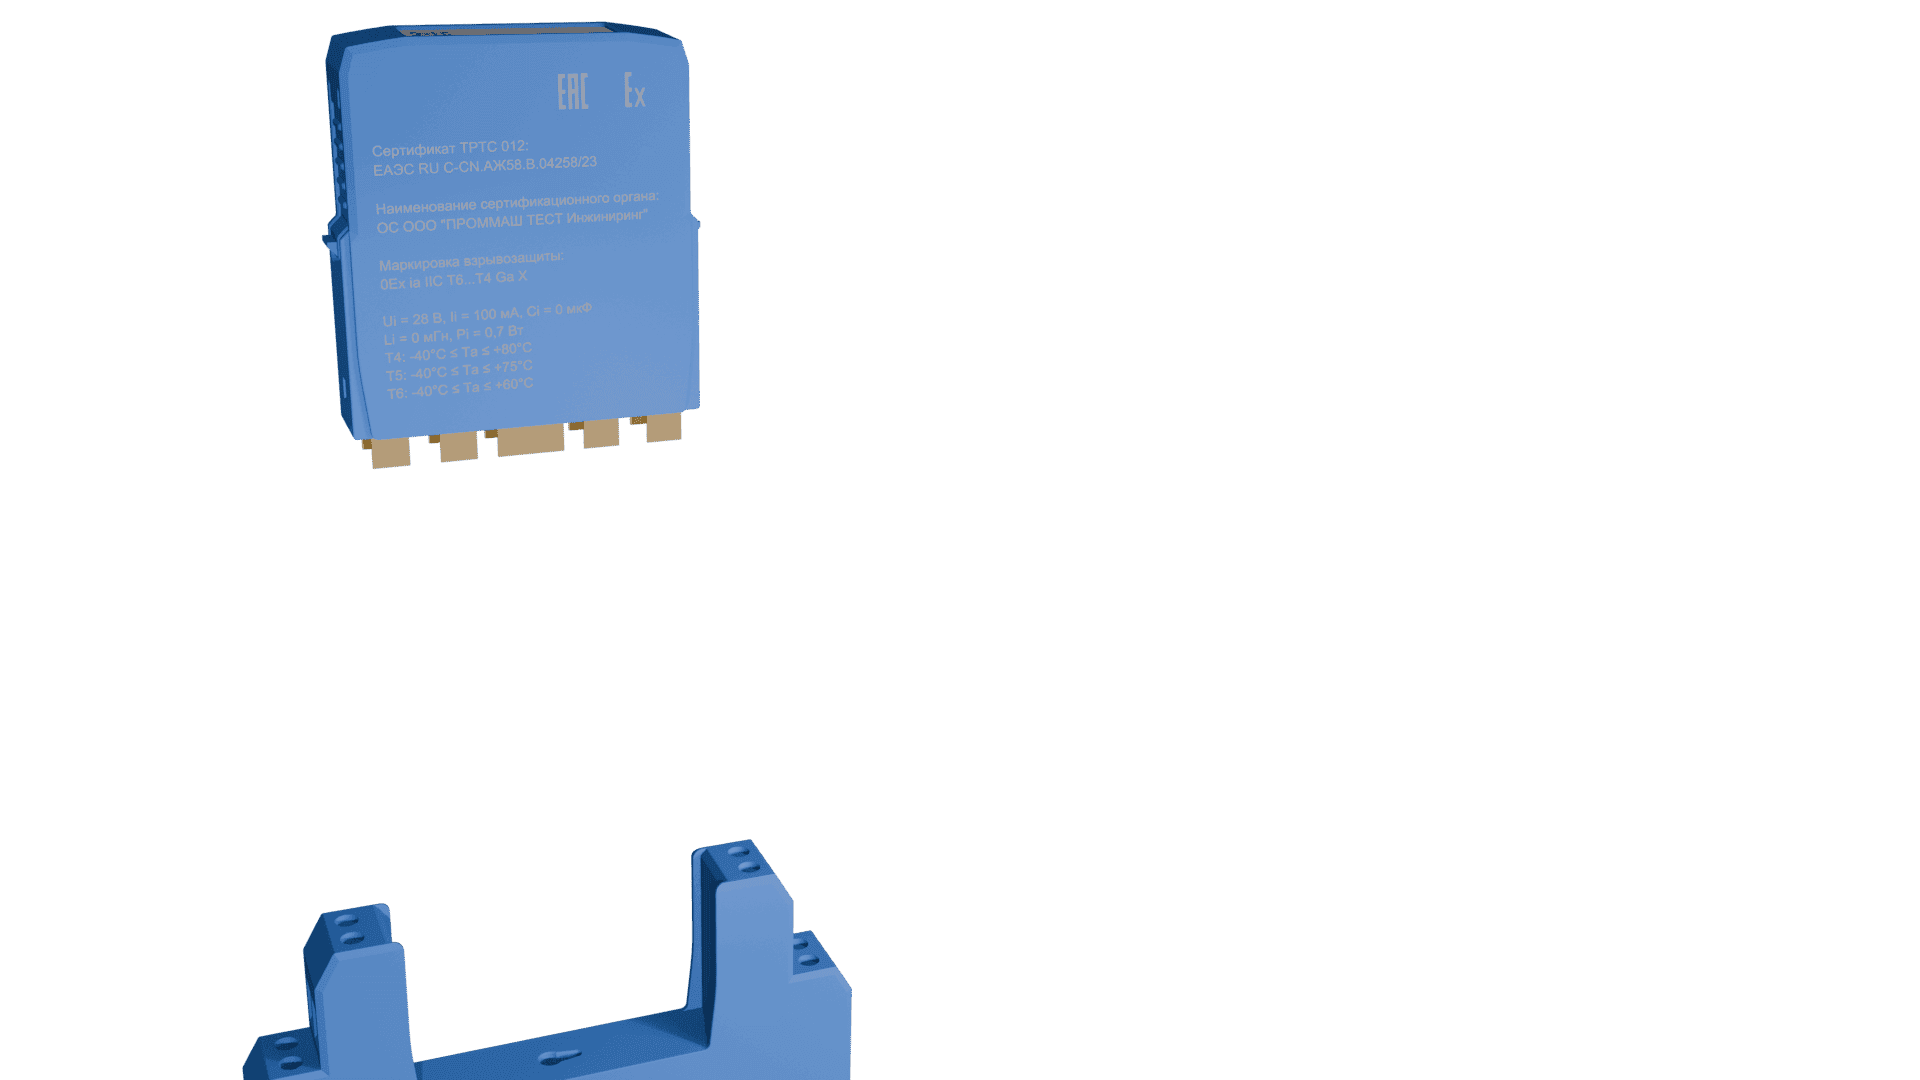 EAC Ex
Сертификат ТРТС 012:
ЕАЭС RU C-CN.АЖ58.В.04258/23
Наименование сертификационного органа:
ОС ООО "ПРОММАШ ТЕСТ Инжиниринг"
Маркировка взрывозащиты:
0Ex ia IIC T6...T4 Ga X
Ui = 28 В, Ii = 100 мА, Ci = 0 мкФ
Li = 0 мГн, Pi = 0,7 Вт
T4: -40°C ≤ Ta ≤ +80°C
T5: -40°C ≤ Ta ≤ +75°C
T6: -40°C ≤ Ta ≤ +60°C